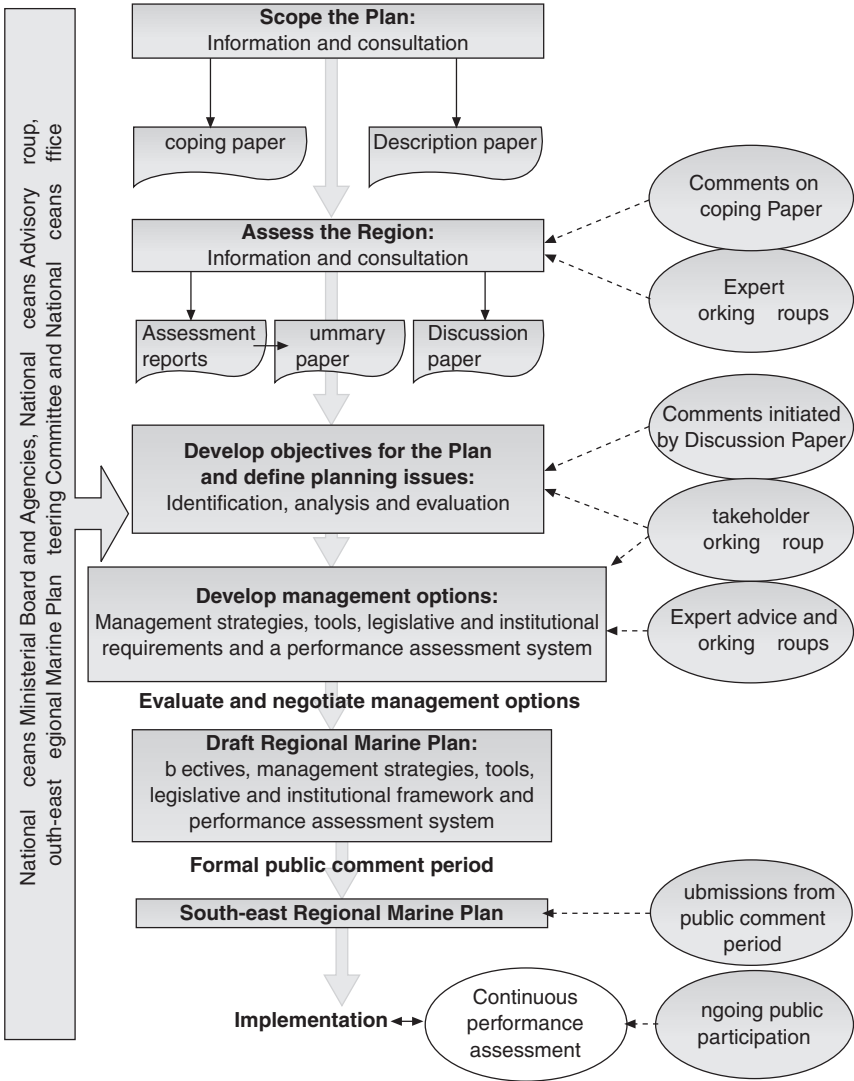 Scope the Plan:
Information and consultation
coping paper
Description paper
Comments on
coping Paper
Assess the Region:
Information and consultation
Expert
orking roups
Assessment
reports
ummary
paper
Discussion
paper
Comments initiated
by Discussion Paper
Develop objectives for the Plan
and define planning issues:
Identification, analysis and evaluation
takeholder
orking roup
Develop management options:
Management strategies, tools, legislative and institutional
requirements and a performance assessment system
Expert advice and
orking roups
Evaluate and negotiate management options
Draft Regional Marine Plan:
b ectives, management strategies, tools,
legislative and institutional framework and
performance assessment system
Formal public comment period
South-east Regional Marine Plan
ubmissions from
public comment
period
Implementation
Continuous
performance
assessment
ngoing public
participation
National ceans Ministerial Board and Agencies, National ceans Advisory roup,
outh-east egional Marine Plan teering Committee and National ceans ffice